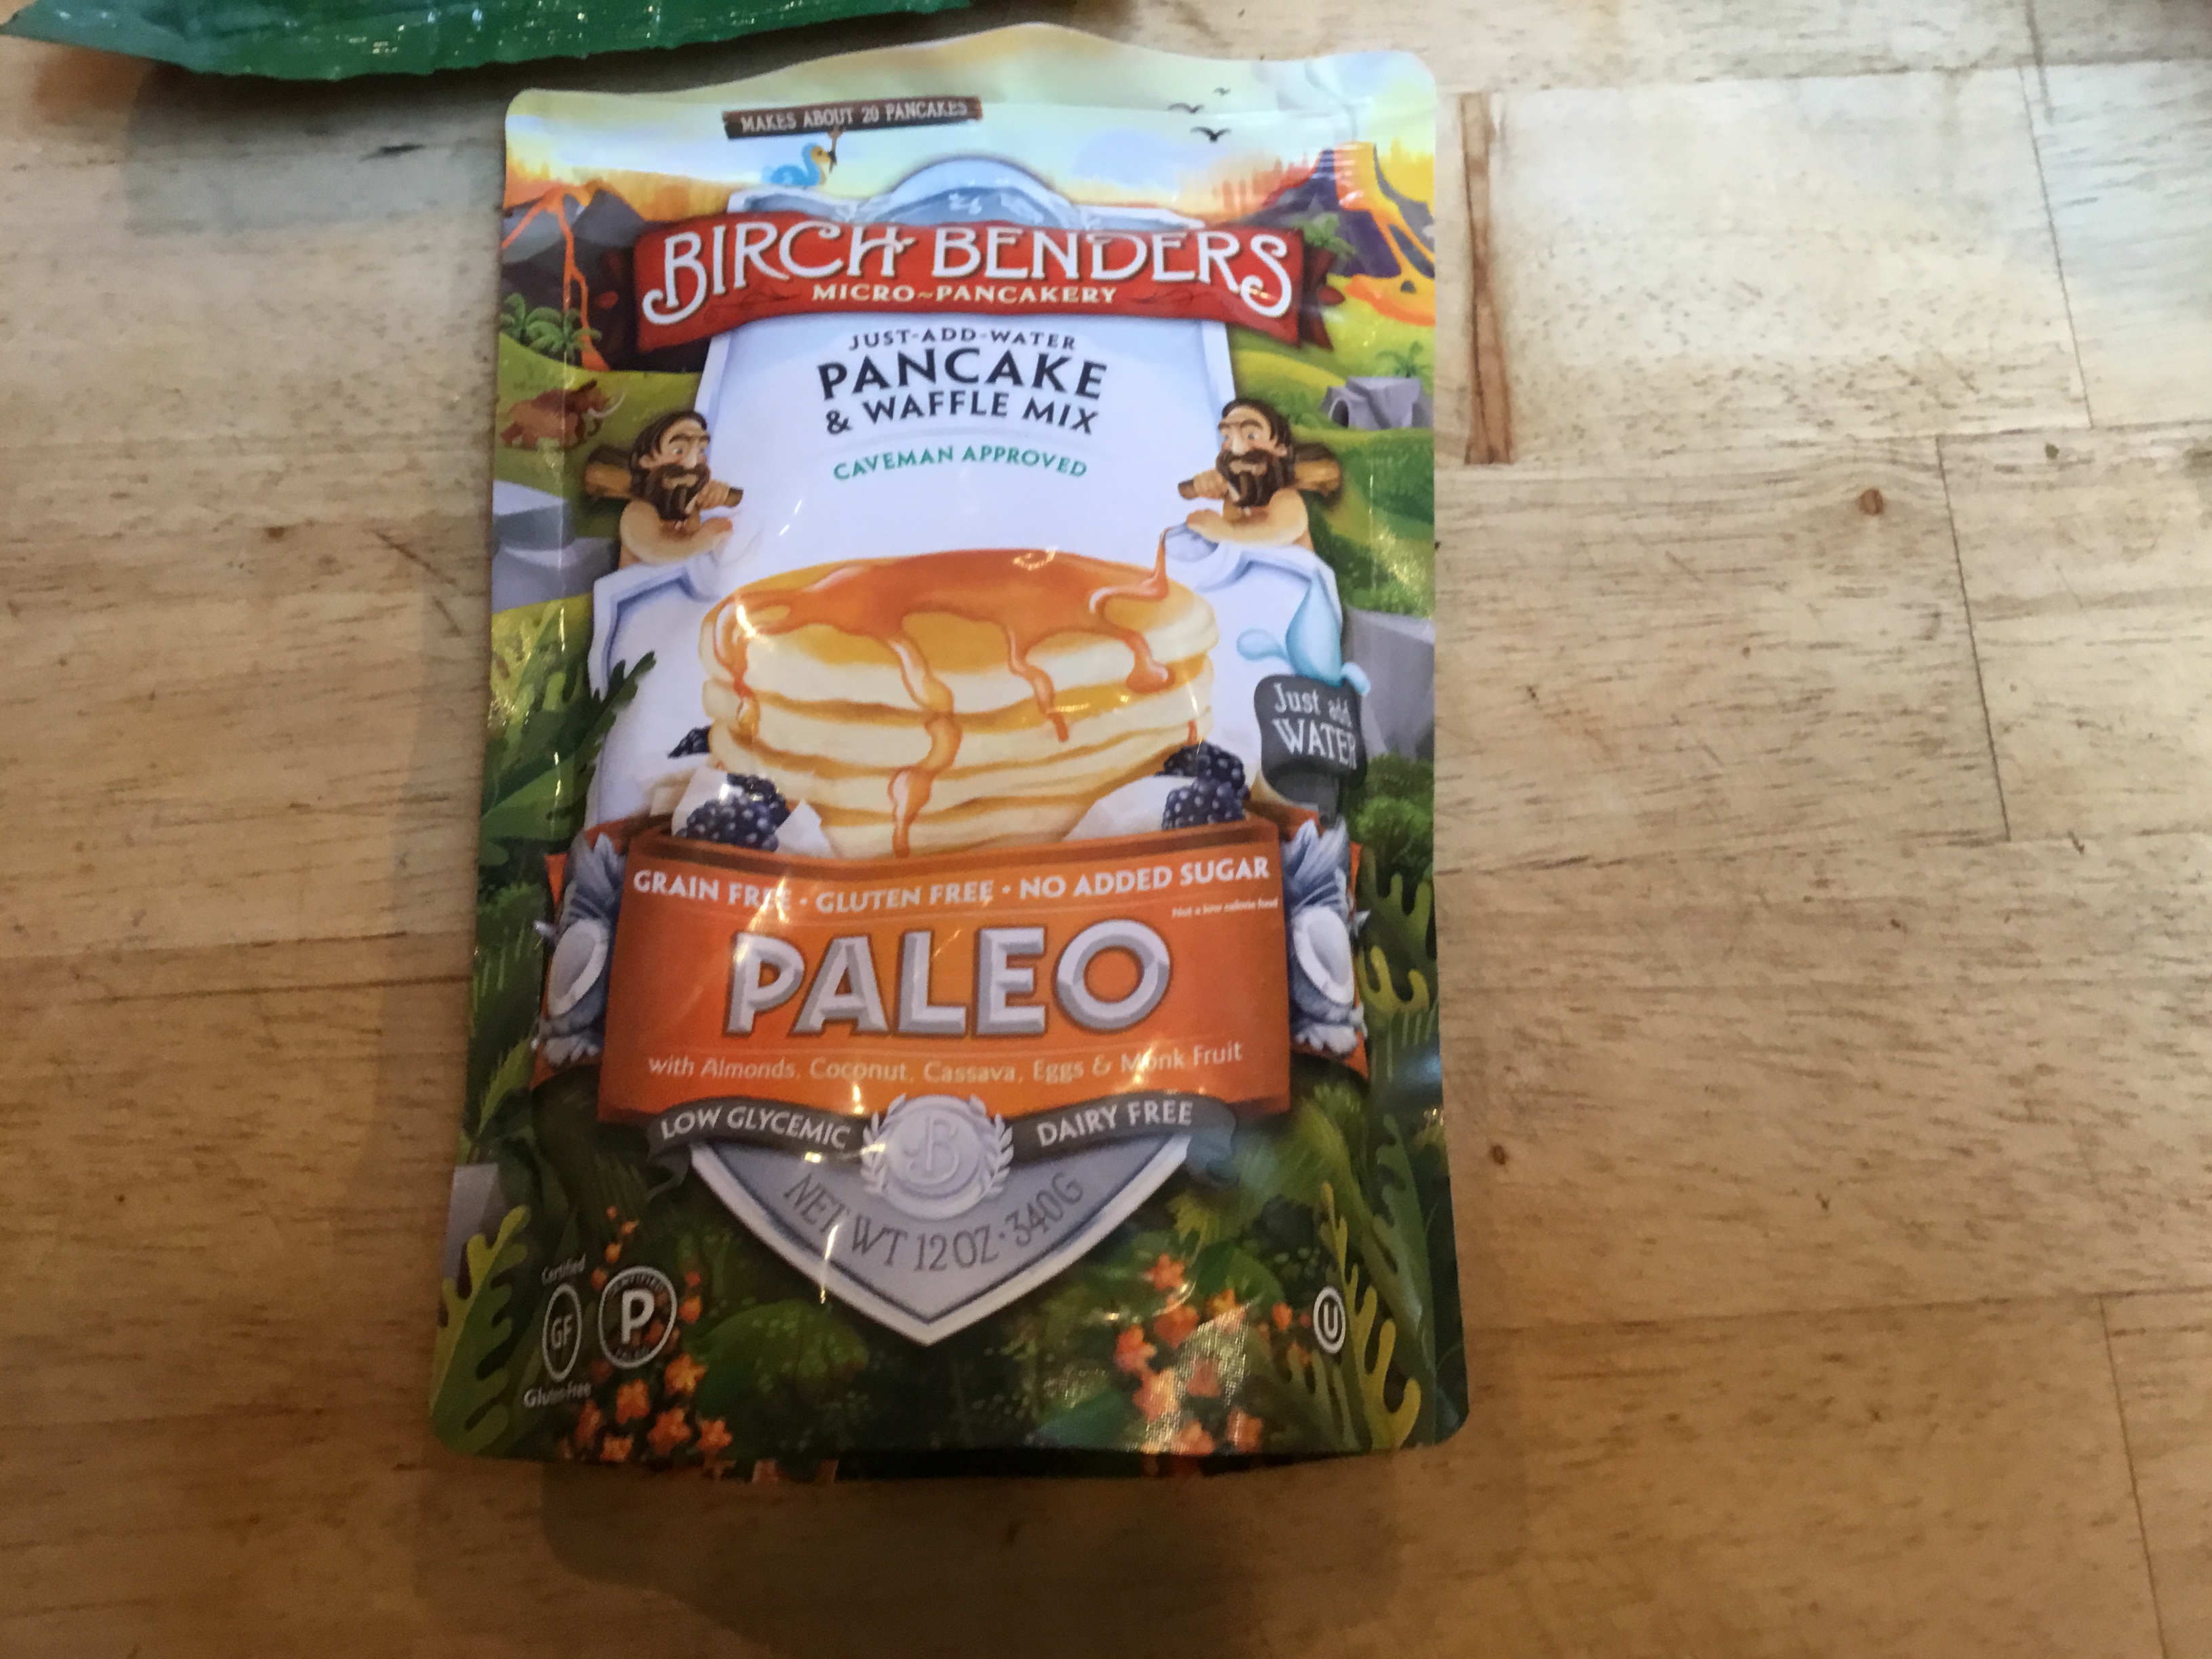 MAKES ABOUT 20 PANCAKES
BIRCH BENDERS
MICRO~PANCAKERY
JUST-ADD-WATER
PANCAKE
& WAFFLE MIX
CAVEMAN APPROVED
Just add
WATER
GRAIN FREE • GLUTEN FREE • NO ADDED SUGAR
Not a low calorie food
PALEO
with Almonds, Coconut, Cassava, Eggs & Monk Fruit
LOW GLYCEMIC
DAIRY FREE
B
NET WT 12 OZ • 340G
Certified
GF
Gluten-Free
CERTIFIED
P
PALEO
U